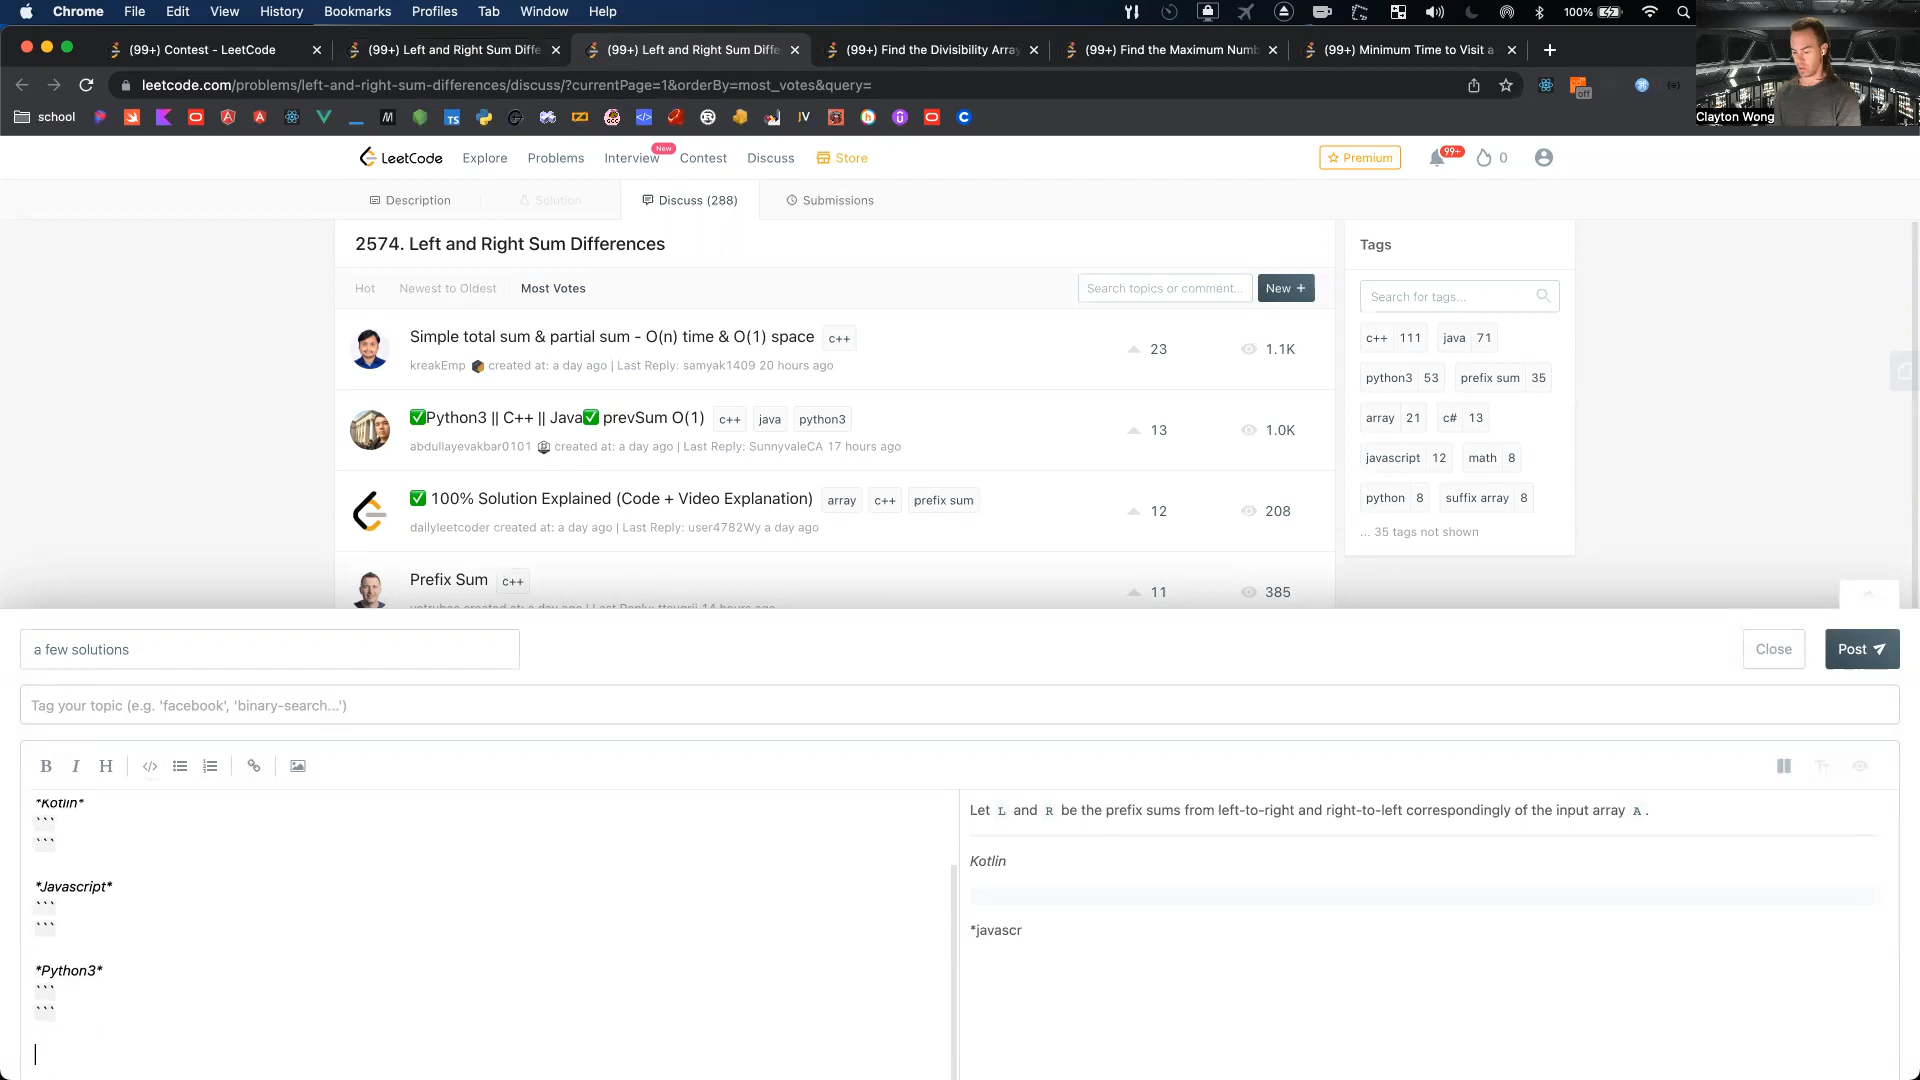 Chrome File Edit View History Bookmarks Profiles Tab Window Help 100%
(99+) Contest - LeetCode
(99+) Left and Right Sum Diffe
(99+) Left and Right Sum Diffe
(99+) Find the Divisibility Array
(99+) Find the Maximum Numb
(99+) Minimum Time to Visit a
leetcode.com/problems/left-and-right-sum-differences/discuss/?currentPage=1&orderBy=most_votes&query=
off
school
Clayton Wong
LeetCode Explore Problems Interview New Contest Discuss Store Premium 99+ 0
Description Solution Discuss (288) Submissions
2574. Left and Right Sum Differences
Hot Newest to Oldest Most Votes Search topics or comment... New +
Simple total sum & partial sum - O(n) time & O(1) space c++
kreakEmp created at: a day ago | Last Reply: samyak1409 20 hours ago
23 1.1K
✅Python3 || C++ || Java✅ prevSum O(1) c++ java python3
abdullayevakbar0101 created at: a day ago | Last Reply: SunnyvaleCA 17 hours ago
13 1.0K
✅ 100% Solution Explained (Code + Video Explanation) array c++ prefix sum
dailyleetcoder created at: a day ago | Last Reply: user4782Wy a day ago
12 208
Prefix Sum c++
created at: a day ago | Last Reply: 14 hours ago
11 385
Tags
Search for tags...
c++ 111 java 71
python3 53 prefix sum 35
array 21 c# 13
javascript 12 math 8
python 8 suffix array 8
... 35 tags not shown
a few solutions
Close Post
Tag your topic (e.g. 'facebook', 'binary-search...')
B I H </>
*Kotlin*
```
```
*Javascript*
```
```
*Python3*
```
```
Let L and R be the prefix sums from left-to-right and right-to-left correspondingly of the input array A.
Kotlin
*javascr